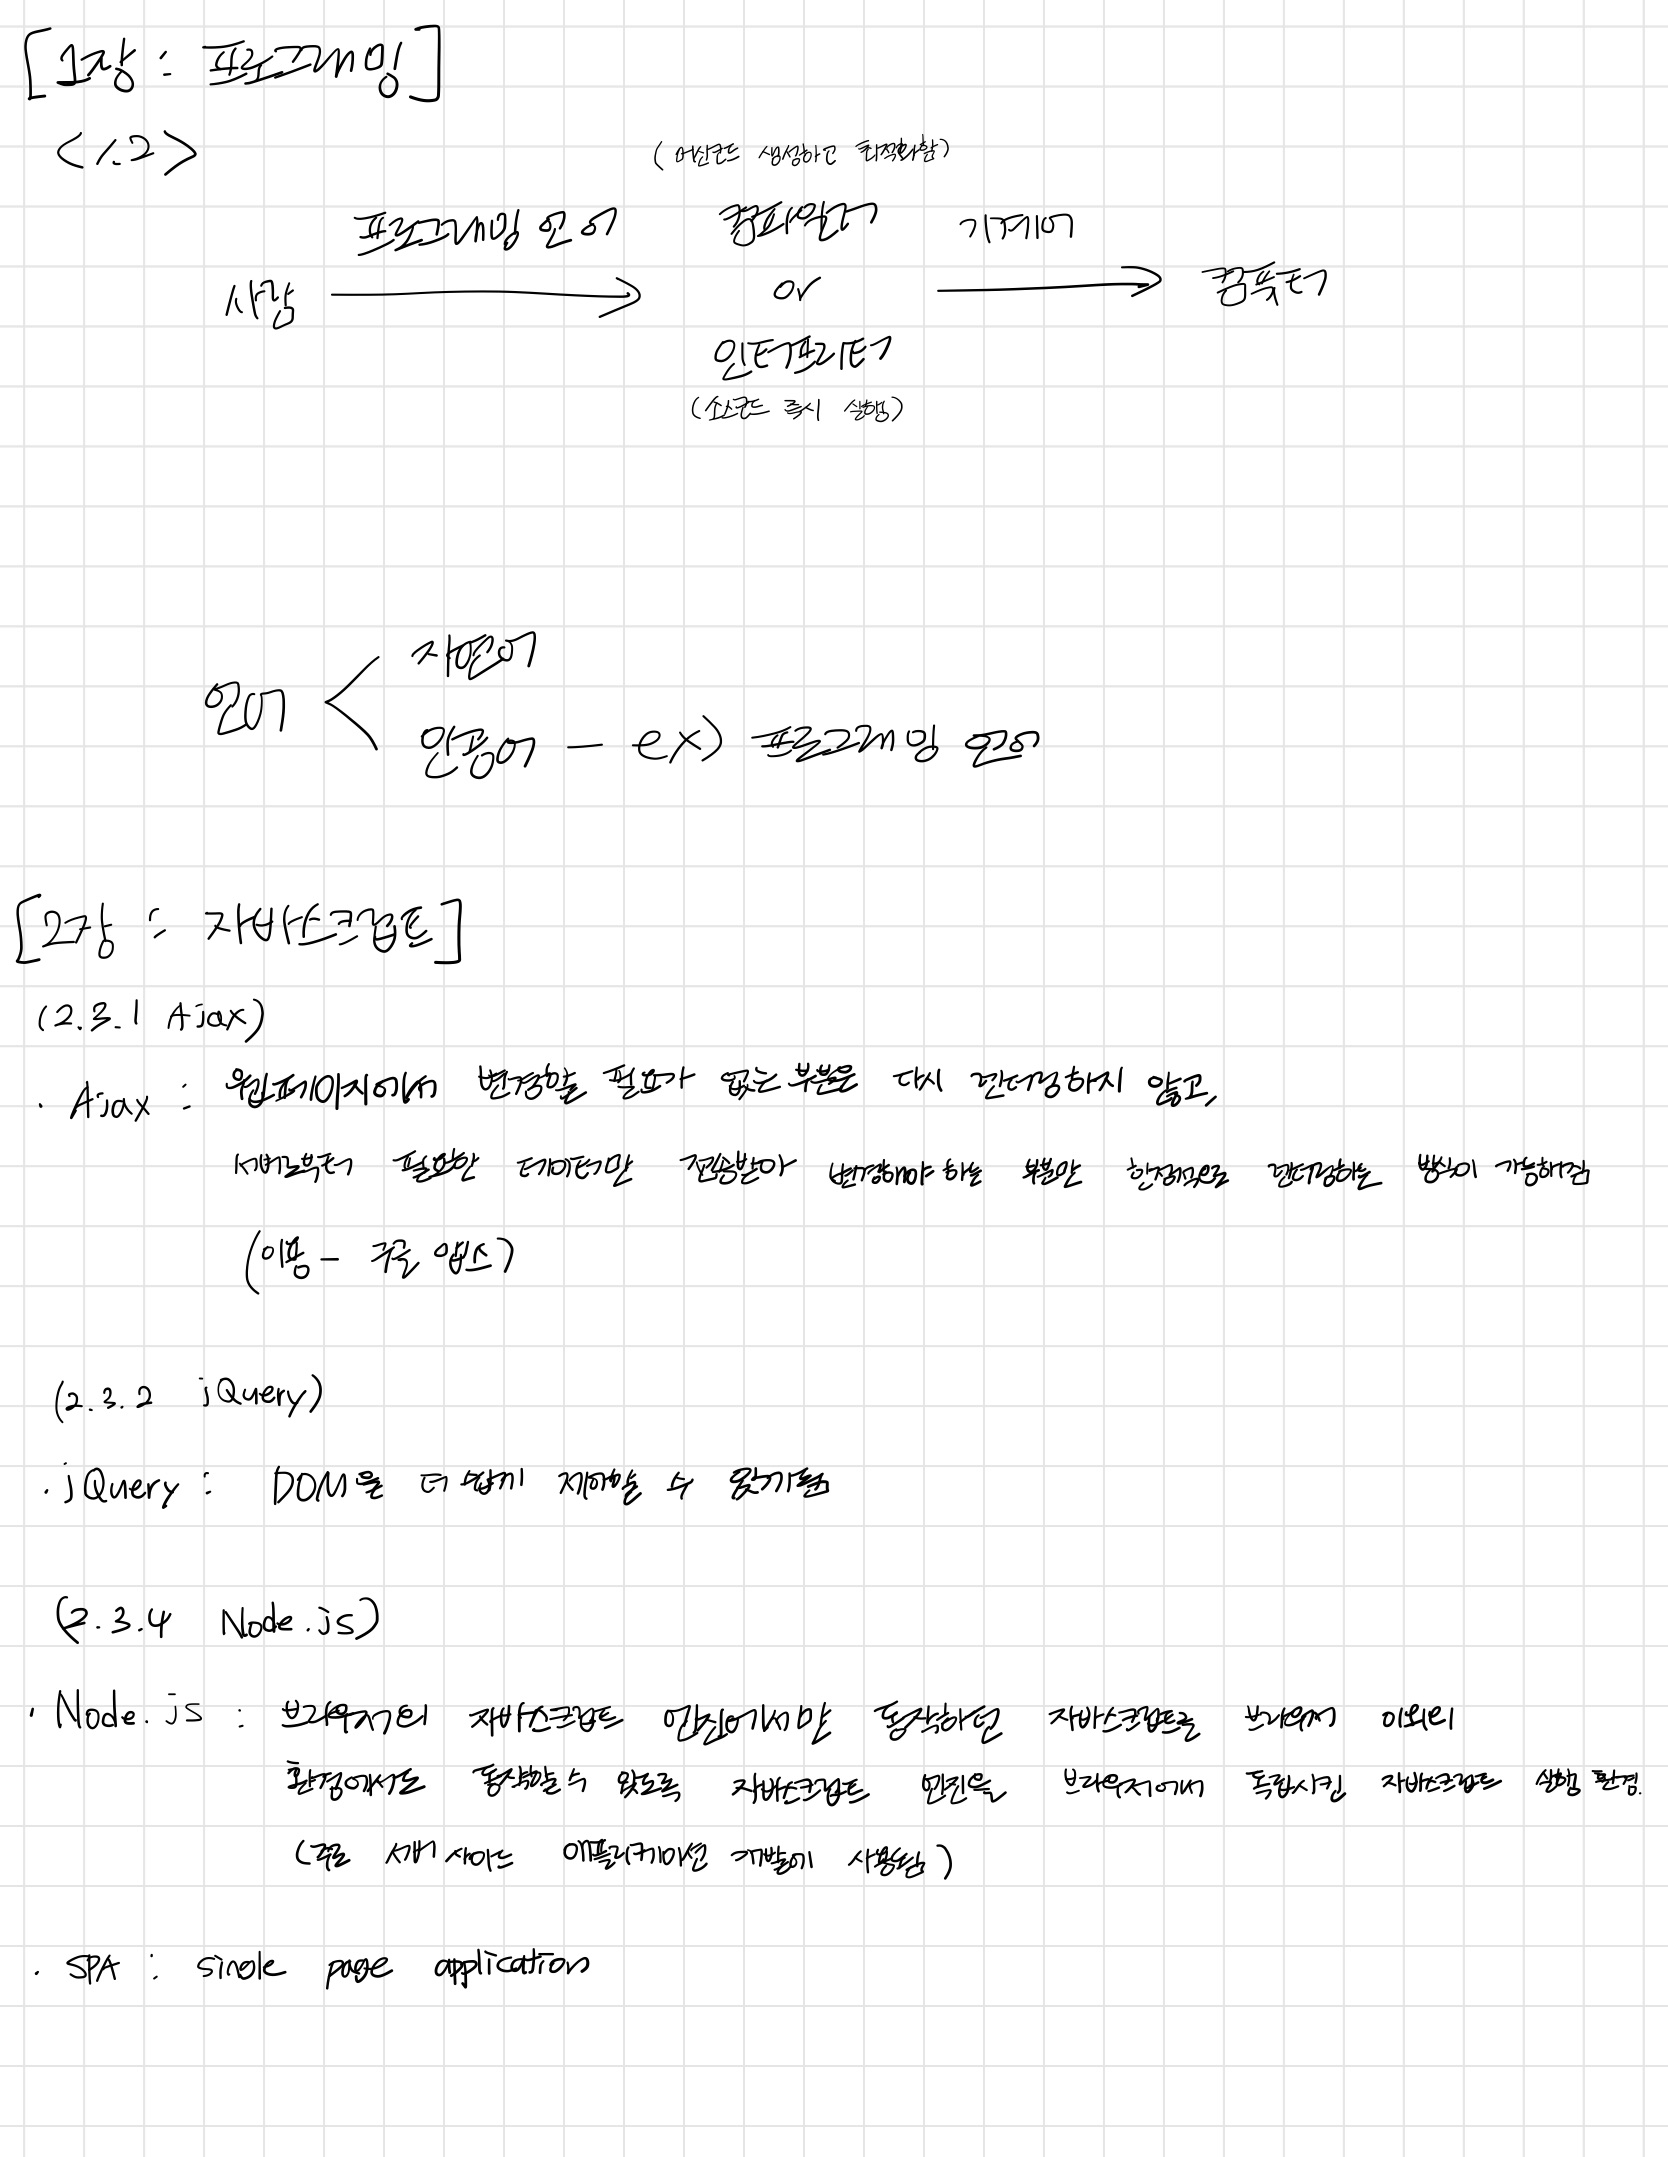 [1장 : 프로그래밍]
<1.2>
(머신코드 생성하고 최적화함)
프로그래밍 언어 컴파일러 기계어
사람 or 컴퓨터
인터프리터
(소스코드 즉시 실행)
자연어
언어
인공어 - ex) 프로그래밍 언어
[2장 : 자바스크립트]
(2.3.1 Ajax)
· Ajax : 웹페이지에서 변경할 필요가 없는 부분은 다시 렌더링하지 않고,
서버로부터 필요한 데이터만 전송받아 변경해야 하는 부분만 한정적으로 렌더링하는 방식이 가능해짐
(이용 - 구글 맵스)
(2.3.2 jQuery)
· jQuery : DOM을 더 쉽게 제어할 수 있게됨
(2.3.4 Node.js)
· Node.js : 브라우저의 자바스크립트 엔진에서만 동작하던 자바스크립트를 브라우저 이외의
환경에서도 동작할 수 있도록 자바스크립트 엔진을 브라우저에서 독립시킨 자바스크립트 실행 환경.
(주로 서버 사이드 애플리케이션 개발에 사용됨)
· SPA : single page application